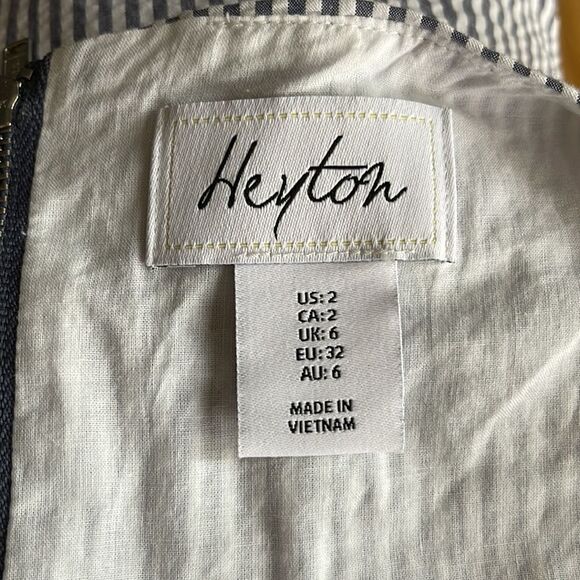 Heyton
US: 2
CA: 2
UK: 6
EU: 32
AU: 6
MADE IN
VIETNAM